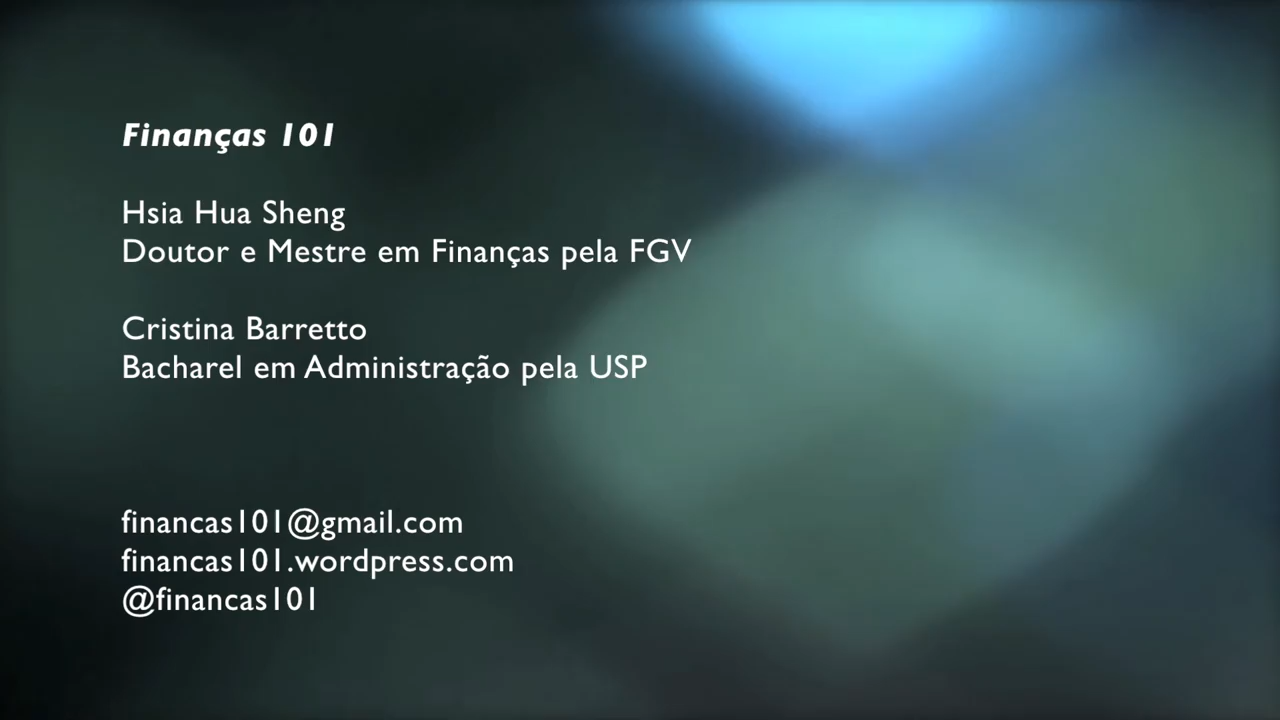 Finanças 101
Hsia Hua Sheng
Doutor e Mestre em Finanças pela FGV
Cristina Barretto
Bacharel em Administração pela USP
financas101@gmail.com
financas101.wordpress.com
@financas101